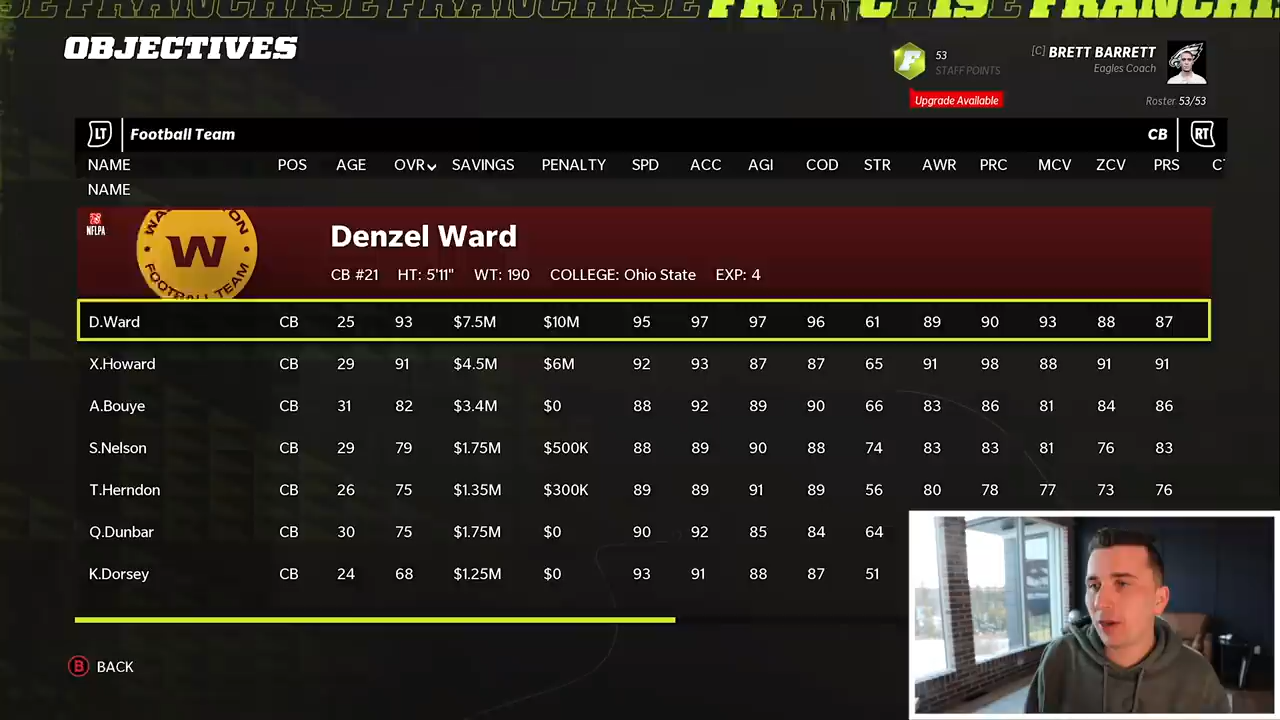 FRANCHISE FRANCHISE FRANCHISE FRANCHISE
OBJECTIVES
F
53
STAFF POINTS
Upgrade Available
[C] BRETT BARRETT
Eagles Coach
Roster 53/53
LT Football Team CB RT
NAME POS AGE OVR SAVINGS PENALTY SPD ACC AGI COD STR AWR PRC MCV ZCV PRS
NAME
NFLPA
W
FOOTBALL TEAM
Denzel Ward
CB #21 HT: 5'11" WT: 190 COLLEGE: Ohio State EXP: 4
D.Ward CB 25 93 $7.5M $10M 95 97 97 96 61 89 90 93 88 87
X.Howard CB 29 91 $4.5M $6M 92 93 87 87 65 91 98 88 91 91
A.Bouye CB 31 82 $3.4M $0 88 92 89 90 66 83 86 81 84 86
S.Nelson CB 29 79 $1.75M $500K 88 89 90 88 74 83 83 81 76 83
T.Herndon CB 26 75 $1.35M $300K 89 89 91 89 56 80 78 77 73 76
Q.Dunbar CB 30 75 $1.75M $0 90 92 85 84 64
K.Dorsey CB 24 68 $1.25M $0 93 91 88 87 51
B BACK